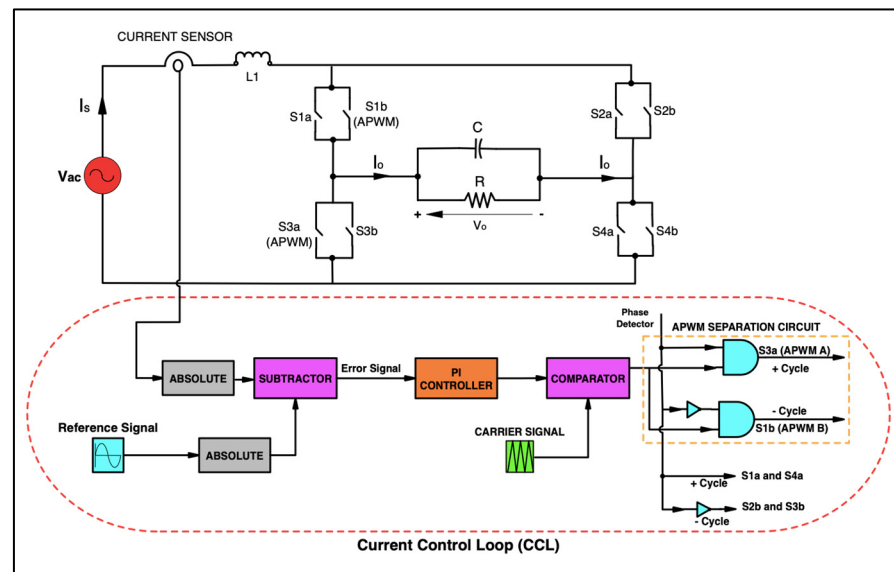 CURRENT SENSOR
L1
Is
Vac
S1a
S1b
(APWM)
S2a
S2b
C
Io
Io
R
+
-
Vo
S3a
(APWM)
S3b
S4a
S4b
Phase
Detector
APWM SEPARATION CIRCUIT
S3a (APWM A)
+ Cycle
ABSOLUTE
SUBTRACTOR
Error Signal
PI
CONTROLLER
COMPARATOR
- Cycle
S1b (APWM B)
Reference Signal
ABSOLUTE
CARRIER SIGNAL
+ Cycle
S1a and S4a
- Cycle
S2b and S3b
Current Control Loop (CCL)